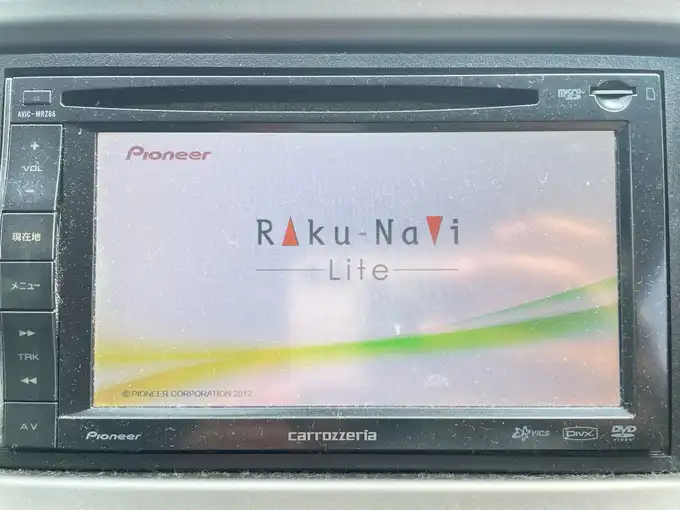 micro SD
AVIC-MRZ66
+
VOL
−
現在地
メニュー
TRK
AV
Pioneer
RAku-NaVi
Lite
©PIONEER CORPORATION 2012
Pioneer
carrozzeria
VICS
DivX
DVD
VIDEO